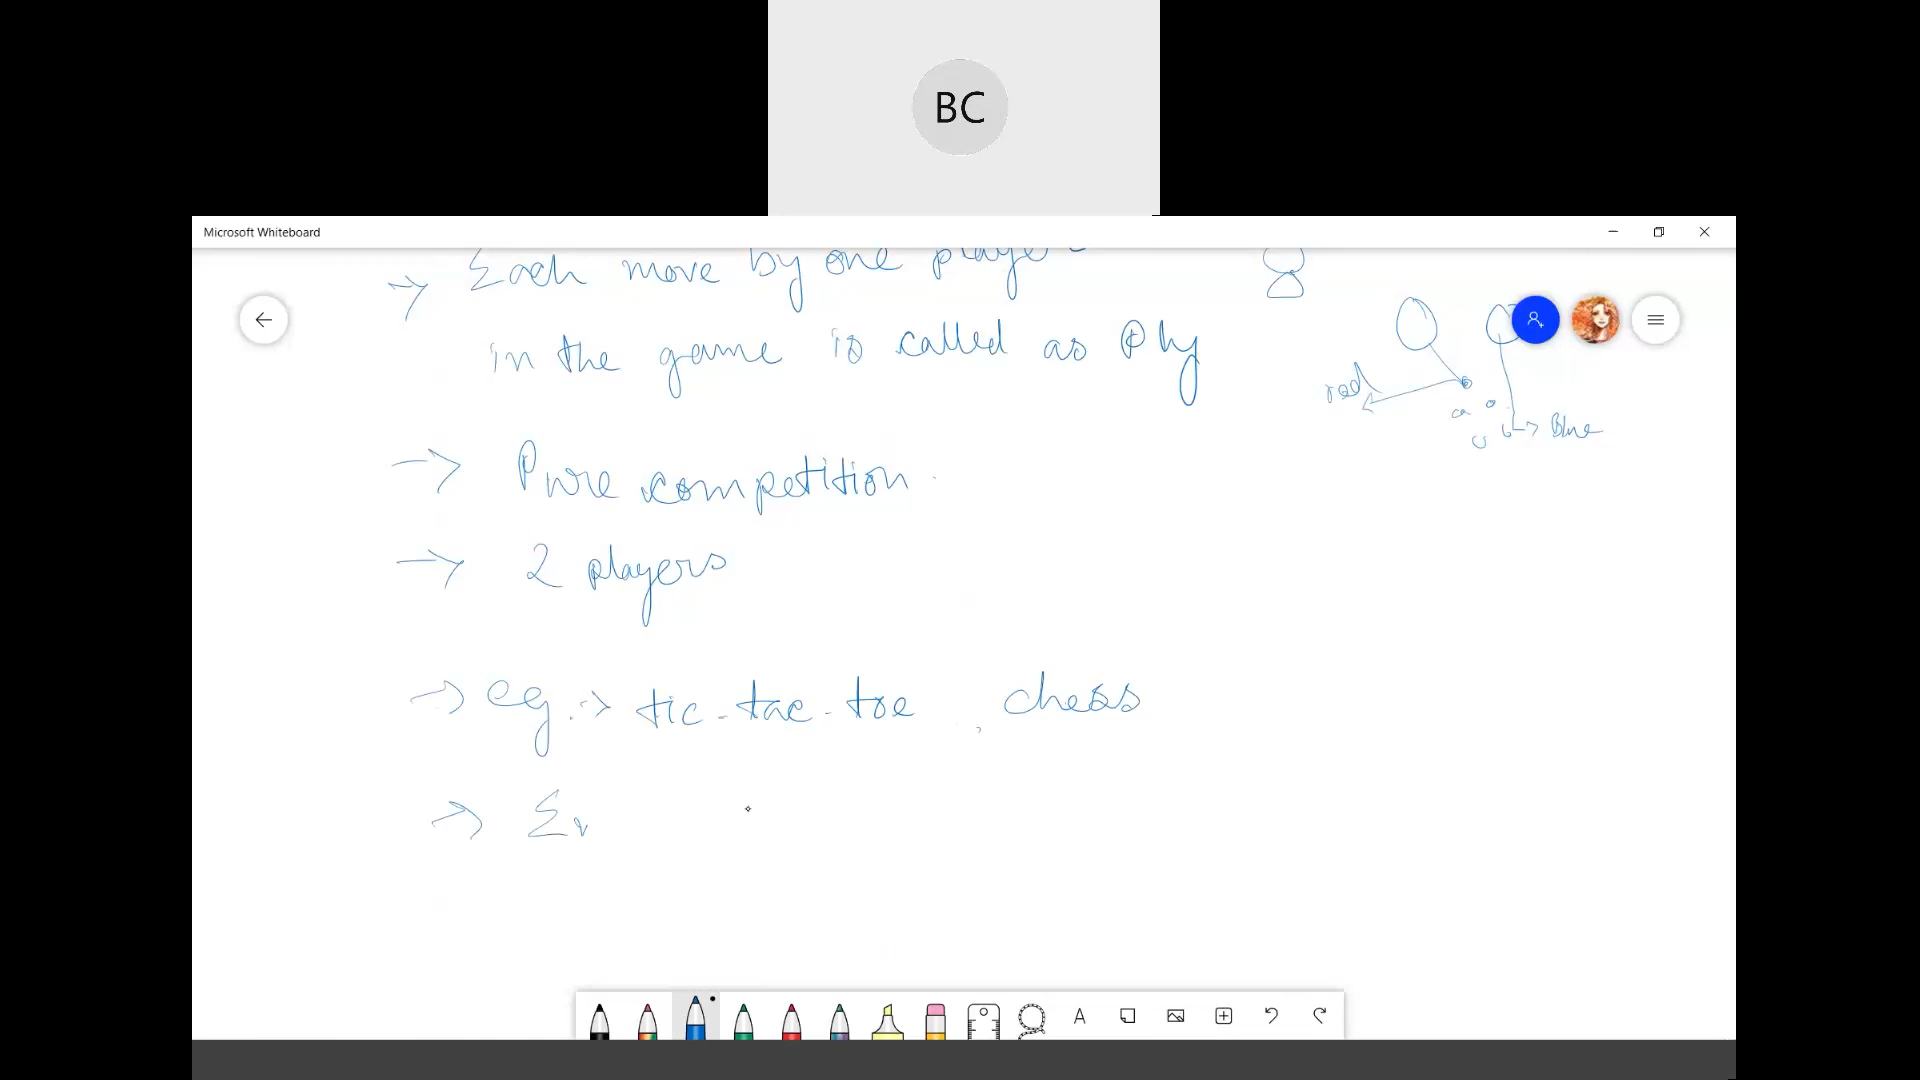 BC
Microsoft Whiteboard
→ Each move by one player
in the game is called as Ply
red
Blue
→ Pure competition.
→ 2 players
→ eg. → tic-tac-toe, chess
→ Ev
A